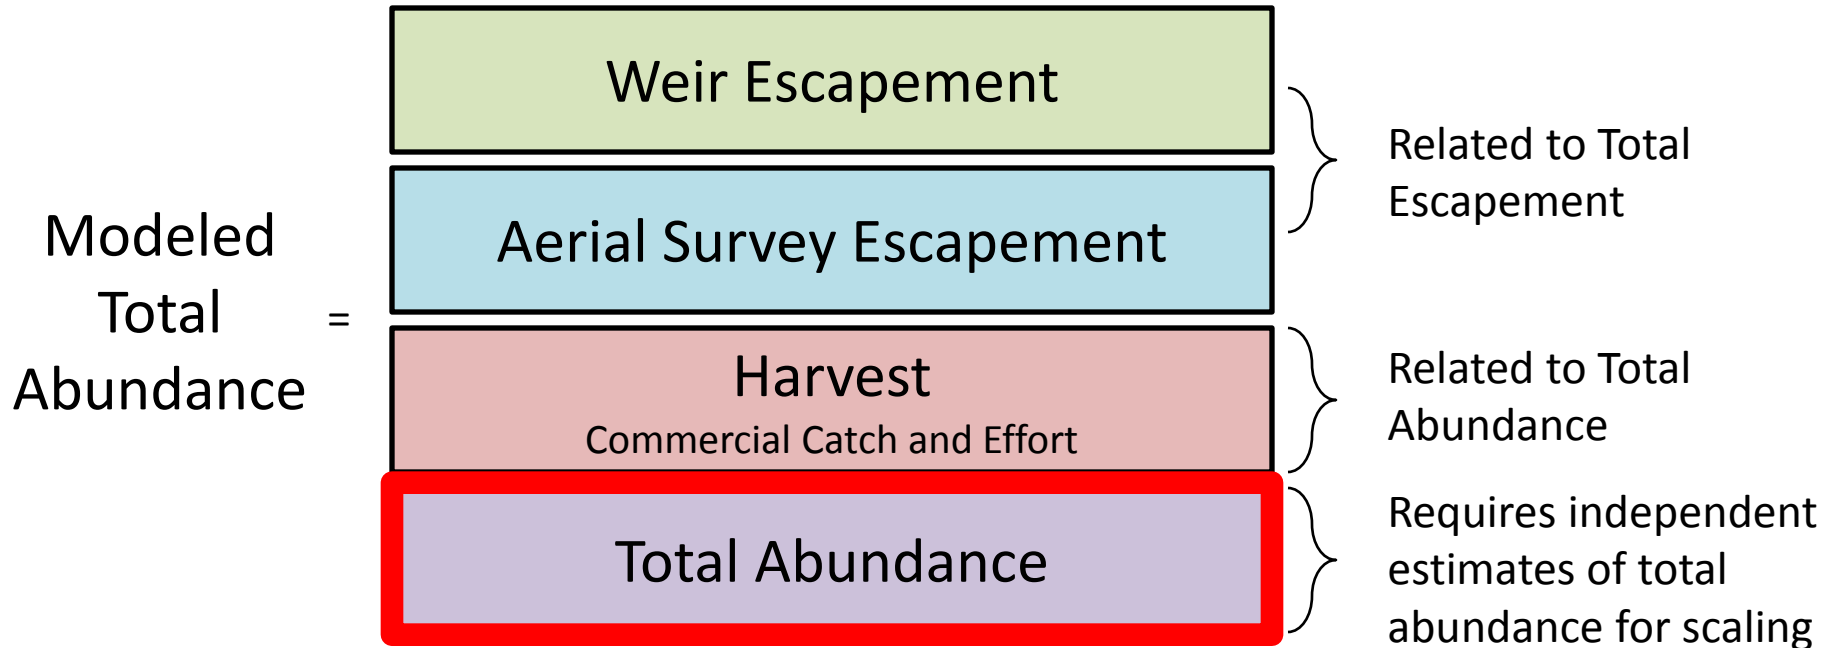 Weir Escapement
Related to Total
Escapement
Aerial Survey Escapement
Modeled
Total
Abundance
=
Harvest
Commercial Catch and Effort
Related to Total
Abundance
Total Abundance
Requires independent
estimates of total
abundance for scaling